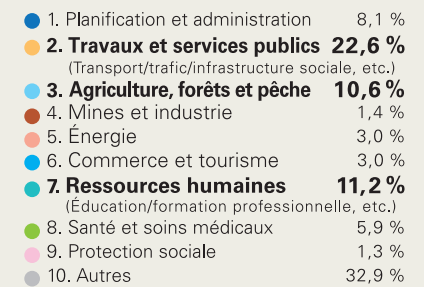 1. Planification et administration 8,1 %
2. Travaux et services publics 22,6 %
(Transport/trafic/infrastructure sociale, etc.)
3. Agriculture, forêts et pêche 10,6 %
4. Mines et industrie 1,4 %
5. Énergie 3,0 %
6. Commerce et tourisme 3,0 %
7. Ressources humaines 11,2 %
(Éducation/formation professionnelle, etc.)
8. Santé et soins médicaux 5,9 %
9. Protection sociale 1,3 %
10. Autres 32,9 %